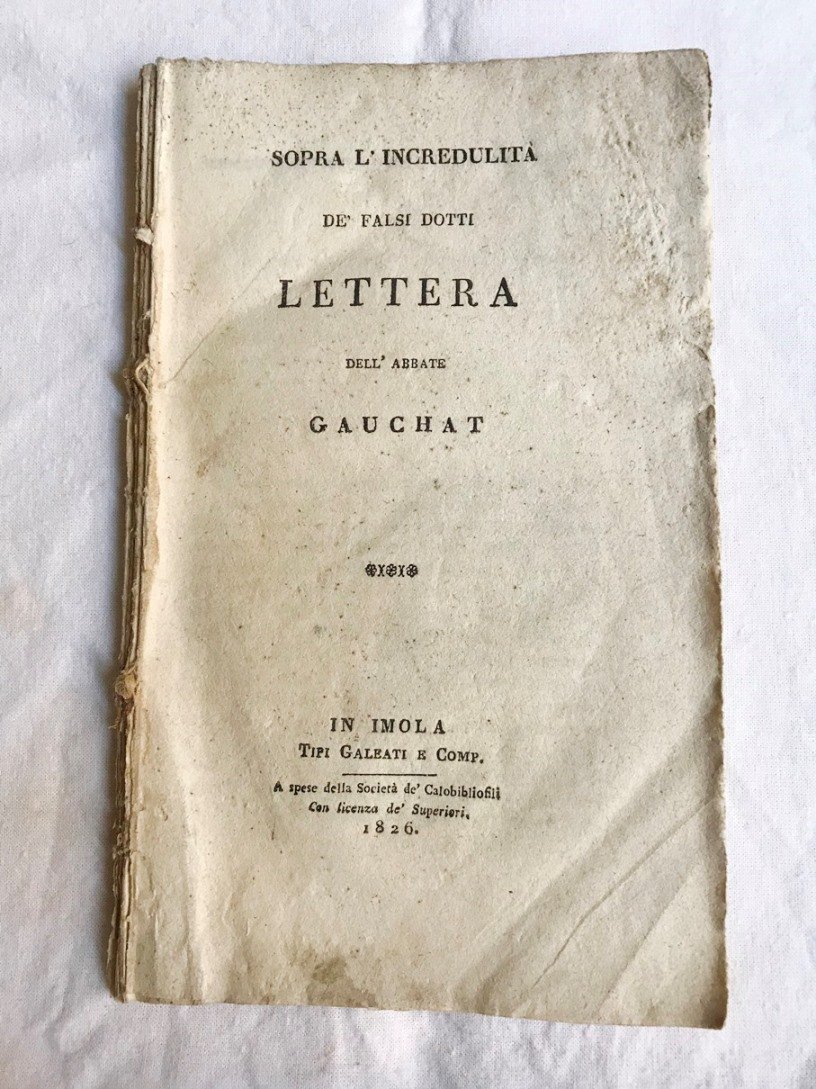 SOPRA L' INCREDULITÀ
DE' FALSI DOTTI
LETTERA
DELL' ABBATE
GAUCHAT
IN IMOLA
TIPI GALEATI E COMP.
A spese della Società de' Calobibliofili
Con licenza de' Superiori,
1826.